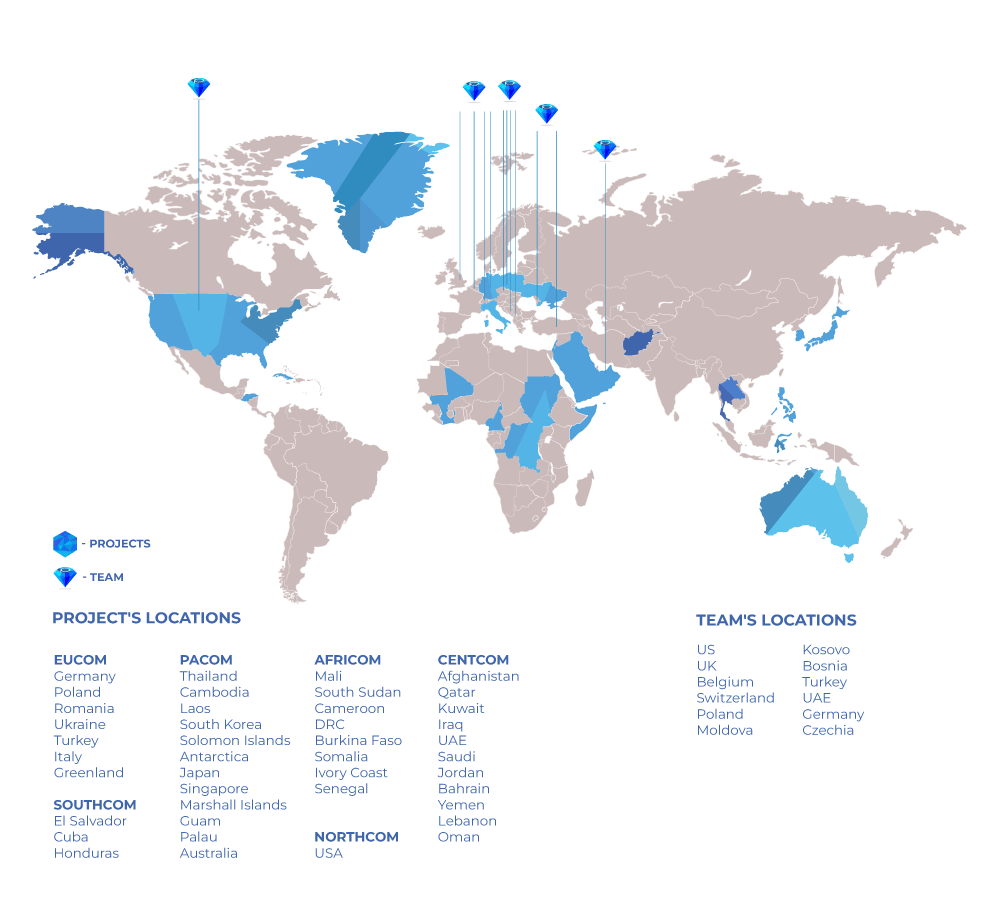 - PROJECTS
- TEAM
PROJECT'S LOCATIONS
EUCOM
Germany
Poland
Romania
Ukraine
Turkey
Italy
Greenland
SOUTHCOM
El Salvador
Cuba
Honduras
PACOM
Thailand
Cambodia
Laos
South Korea
Solomon Islands
Antarctica
Japan
Singapore
Marshall Islands
Guam
Palau
Australia
AFRICOM
Mali
South Sudan
Cameroon
DRC
Burkina Faso
Somalia
Ivory Coast
Senegal
NORTHCOM
USA
CENTCOM
Afghanistan
Qatar
Kuwait
Iraq
UAE
Saudi
Jordan
Bahrain
Yemen
Lebanon
Oman
TEAM'S LOCATIONS
US
UK
Belgium
Switzerland
Poland
Moldova
Kosovo
Bosnia
Turkey
UAE
Germany
Czechia